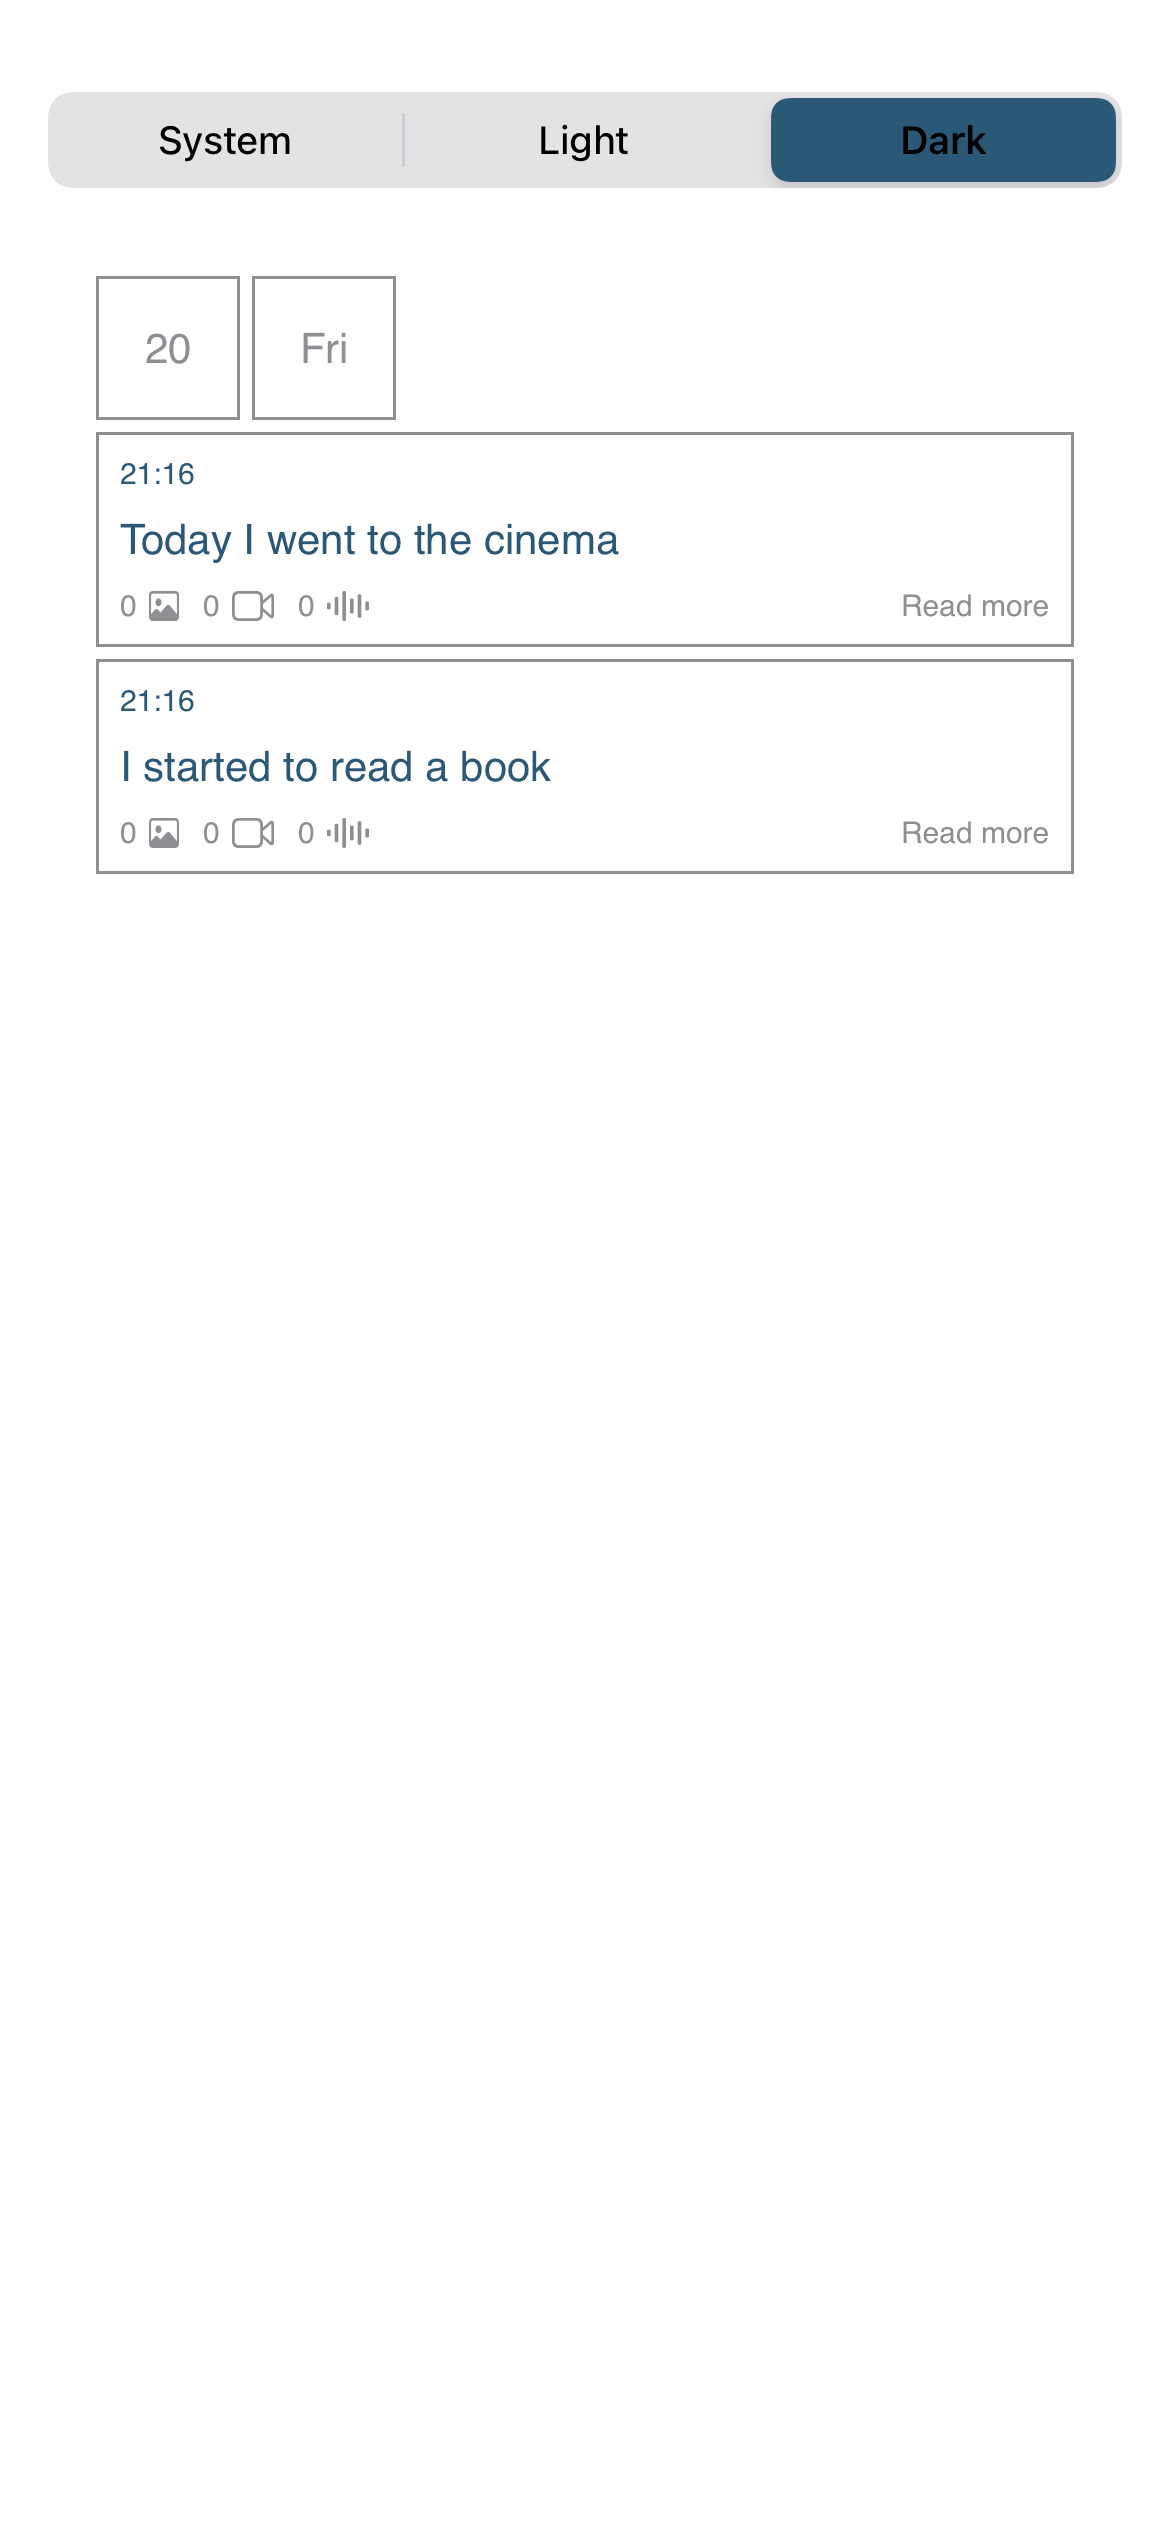 System Light Dark
20 Fri
21:16
Today I went to the cinema
0 0 0 Read more
21:16
I started to read a book
0 0 0 Read more